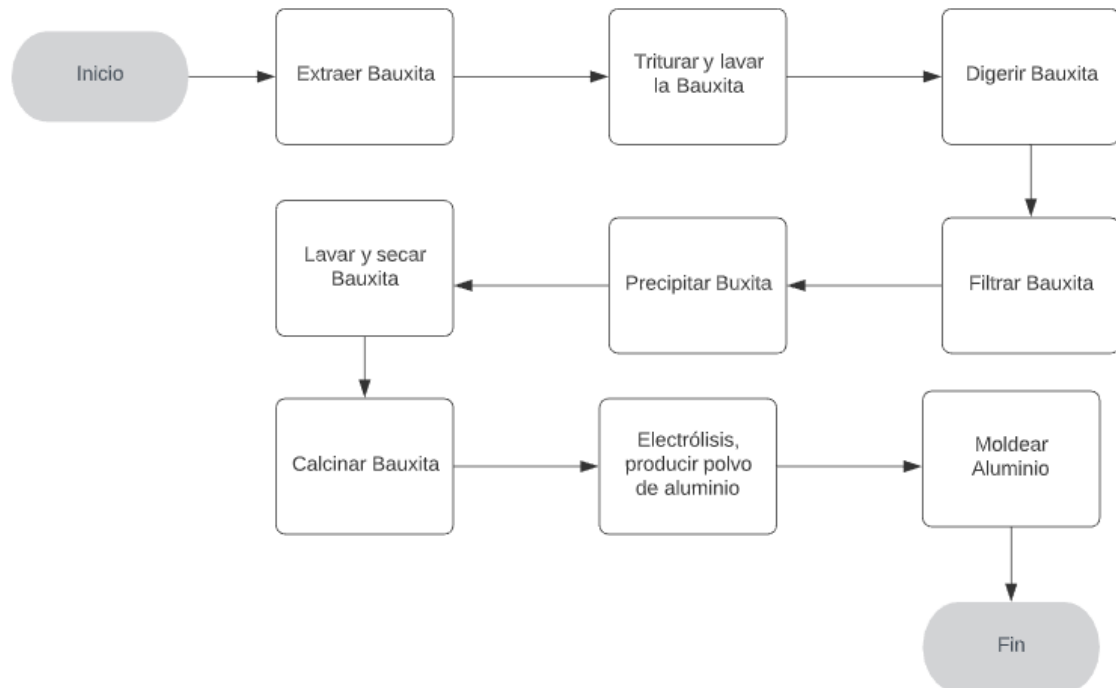 Inicio
Extraer Bauxita
Triturar y lavar
la Bauxita
Digerir Bauxita
Filtrar Bauxita
Precipitar Buxita
Lavar y secar
Bauxita
Calcinar Bauxita
Electrólisis,
producir polvo
de aluminio
Moldear
Aluminio
Fin